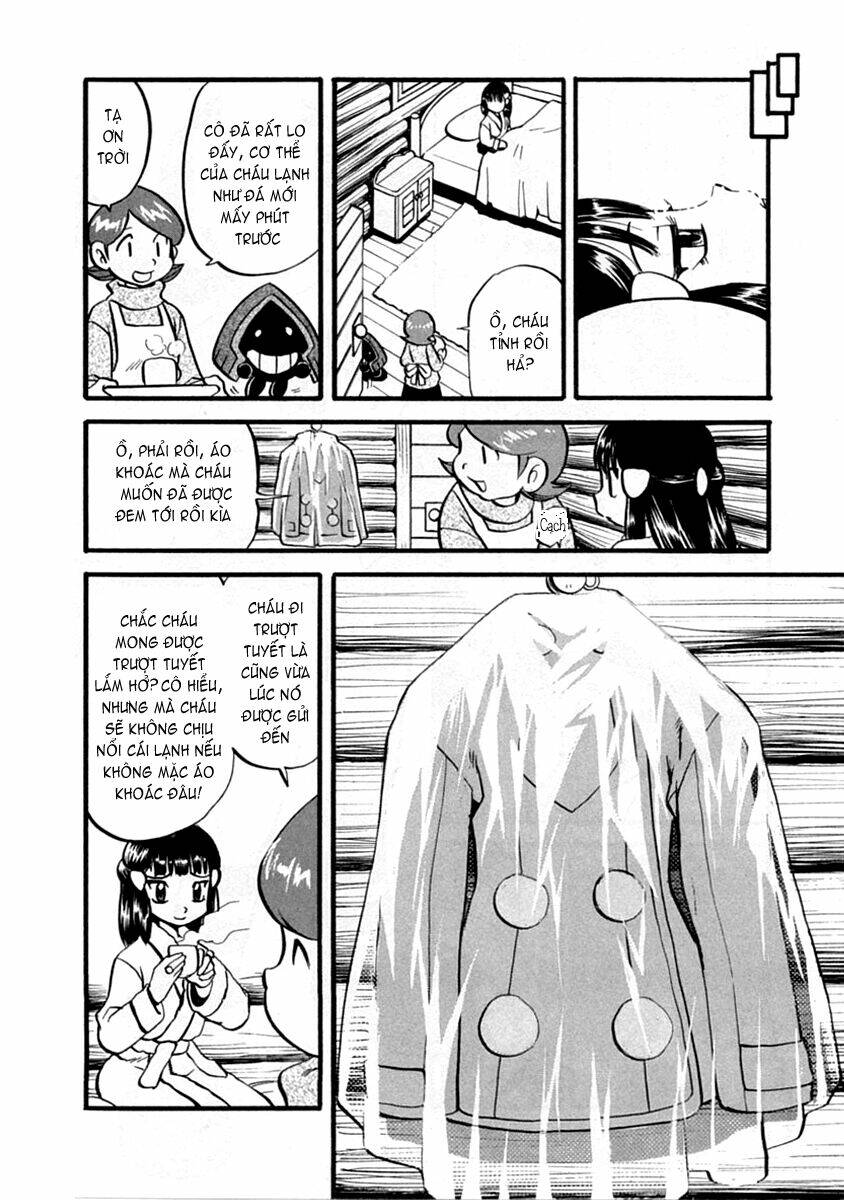 Ồ, CHÁU
TỈNH RỒI
HẢ?
CÔ ĐÃ RẤT LO
ĐẤY, CƠ THỂ
CỦA CHÁU LẠNH
NHƯ ĐÁ MỚI
MẤY PHÚT
TRƯỚC
TẠ
ƠN
TRỜI
Cạch
Ồ, PHẢI RỒI, ÁO
KHOÁC MÀ CHÁU
MUỐN ĐÃ ĐƯỢC
ĐEM TỚI RỒI KÌA
CHÁU ĐI
TRƯỢT
TUYẾT LÀ
CŨNG VỪA
LÚC NÓ
ĐƯỢC GỬI
ĐẾN
CHẮC CHÁU
MONG ĐƯỢC
TRƯỢT TUYẾT
LẮM HỞ? CÔ HIỂU,
NHƯNG MÀ CHÁU
SẼ KHÔNG CHỊU
NỔI CÁI LẠNH NẾU
KHÔNG MẶC ÁO
KHOÁC ĐÂU!